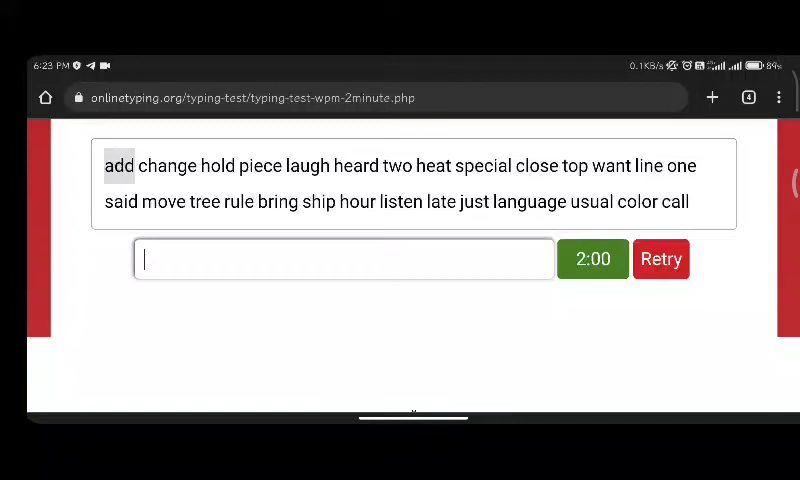 6:23 PM 0.1KB/s 89%
onlinetyping.org/typing-test/typing-test-wpm-2minute.php 4
add change hold piece laugh heard two heat special close top want line one
said move tree rule bring ship hour listen late just language usual color call
2:00 Retry